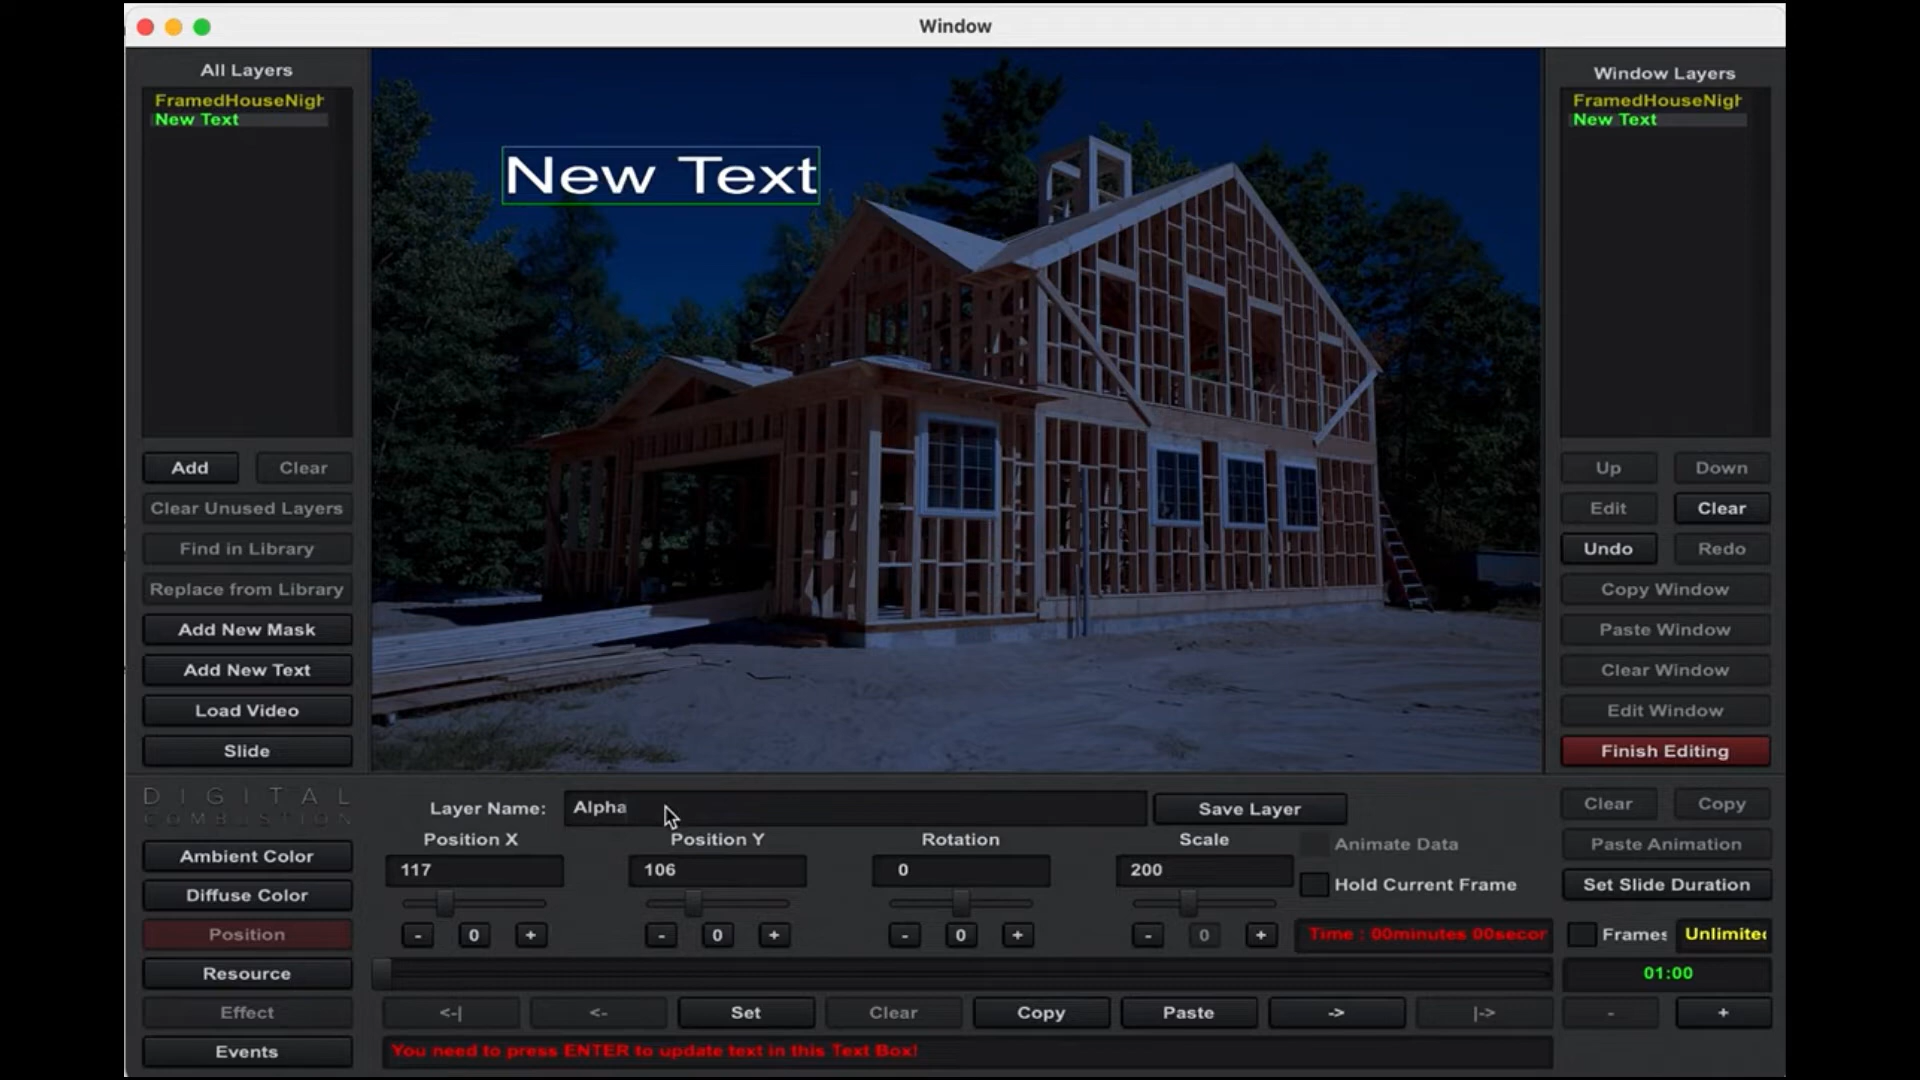 Window
All Layers
FramedHouseNigh
New Text
Add
Clear
Clear Unused Layers
Find in Library
Replace from Library
Add New Mask
Add New Text
Load Video
Slide
New Text
Window Layers
FramedHouseNigh
New Text
Up
Down
Edit
Clear
Undo
Redo
Copy Window
Paste Window
Clear Window
Edit Window
Finish Editing
DIGITAL
COMBUSTION
Ambient Color
Diffuse Color
Position
Resource
Effect
Events
Layer Name:
Alpha
Save Layer
Position X
Position Y
Rotation
Scale
117
106
0
200
- 0 +
- 0 +
- 0 +
- 0 +
Animate Data
Hold Current Frame
Time : 00minutes 00secon
<-|
<-
Set
Clear
Copy
Paste
->
|->
You need to press ENTER to update text in this Text Box!
Clear
Copy
Paste Animation
Set Slide Duration
Frames
Unlimited
01:00
-
+